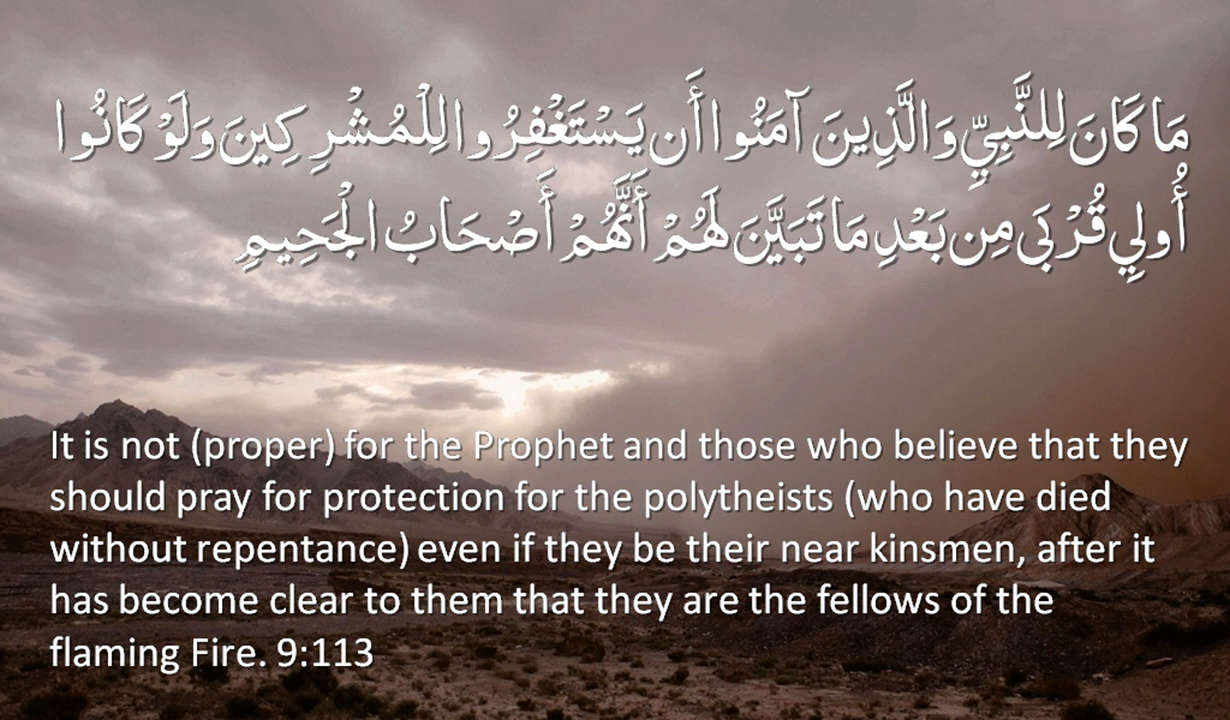 مَا كَانَ لِلنَّبِيِّ وَالَّذِينَ آمَنُوا أَن يَسْتَغْفِرُوا لِلْمُشْرِكِينَ وَلَوْ كَانُوا
أُولِي قُرْبَى مِن بَعْدِ مَا تَبَيَّنَ لَهُمْ أَنَّهُمْ أَصْحَابُ الْجَحِيمِ
It is not (proper) for the Prophet and those who believe that they
should pray for protection for the polytheists (who have died
without repentance) even if they be their near kinsmen, after it
has become clear to them that they are the fellows of the
flaming Fire. 9:113